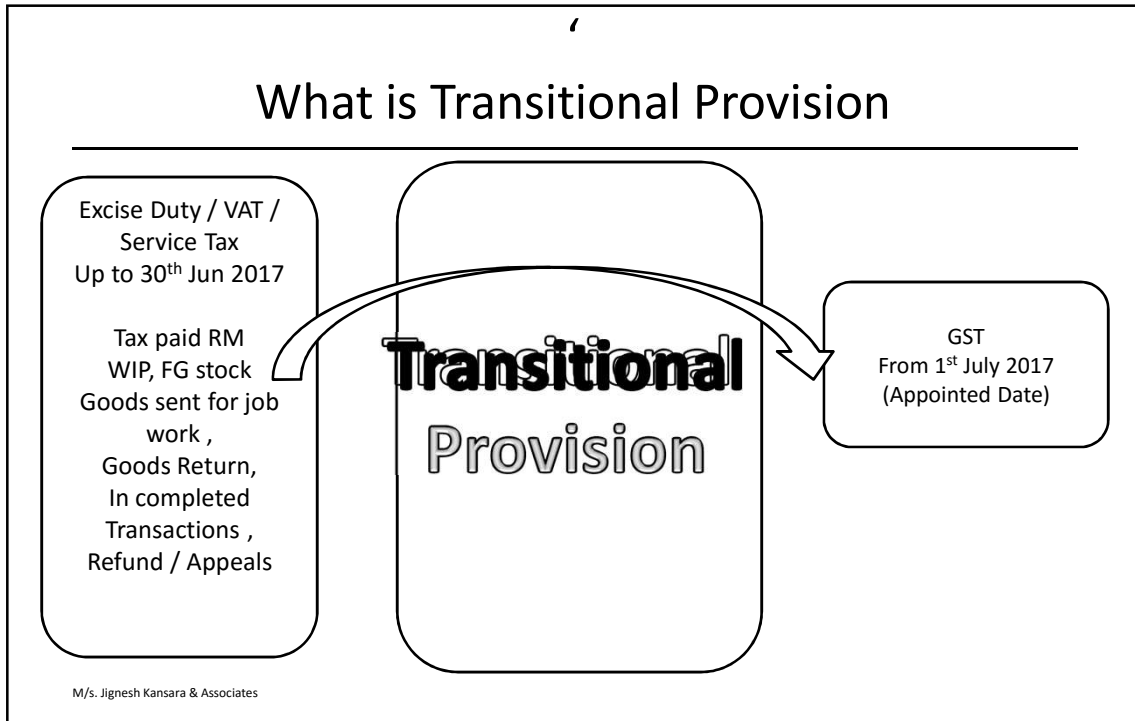 ‘
What is Transitional Provision
Excise Duty / VAT /
Service Tax
Up to 30th Jun 2017
Tax paid RM
WIP, FG stock
Goods sent for job
work ,
Goods Return,
In completed
Transactions ,
Refund / Appeals
Transitional
Provision
GST
From 1st July 2017
(Appointed Date)
M/s. Jignesh Kansara & Associates